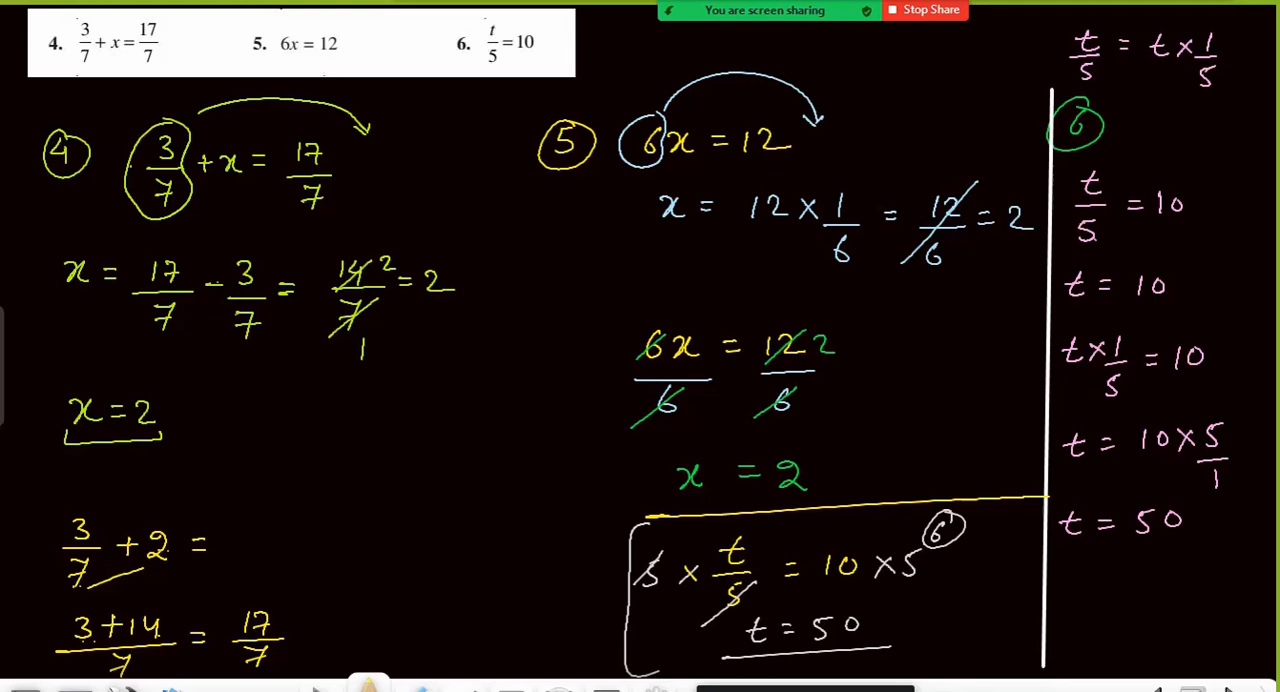 You are screen sharing Stop Share
4. 3/7 + x = 17/7 5. 6x = 12 6. t/5 = 10
4 3/7 + x = 17/7
x = 17/7 - 3/7 = 14/7 2 1 = 2
x = 2
3/7 + 2 =
3+14/7 = 17/7
5 6x = 12
x = 12 × 1/6 = 12/6 = 2
6x/6 = 12/6 2
x = 2
6
5 × t/5 = 10 × 5
t = 50
t/5 = t × 1/5
6
t/5 = 10
t = 10
t × 1/5 = 10
t = 10 × 5/1
t = 50